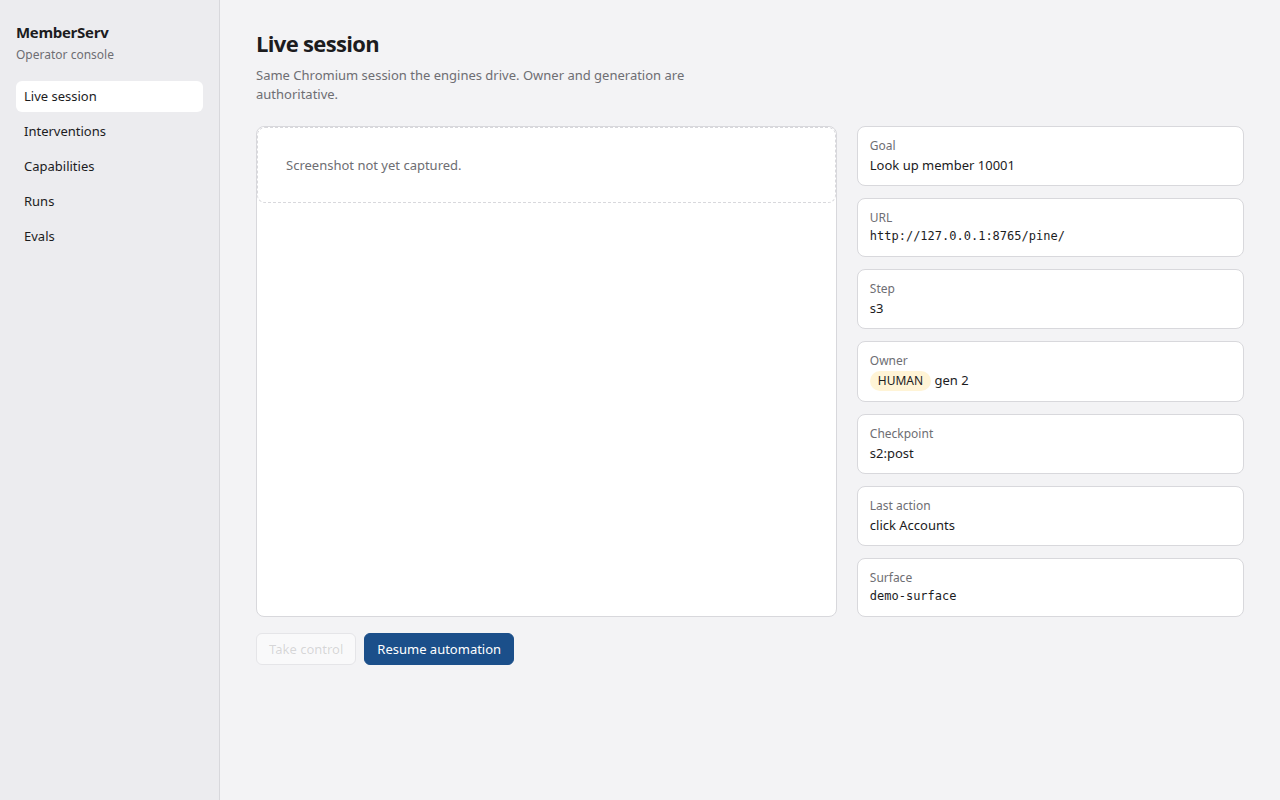 MemberServ
Operator console
Live session
Interventions
Capabilities
Runs
Evals
Live session
Same Chromium session the engines drive. Owner and generation are
authoritative.
Screenshot not yet captured.
Goal
Look up member 10001
URL
http://127.0.0.1:8765/pine/
Step
s3
Owner
HUMAN gen 2
Checkpoint
s2:post
Last action
click Accounts
Surface
demo-surface
Take control
Resume automation